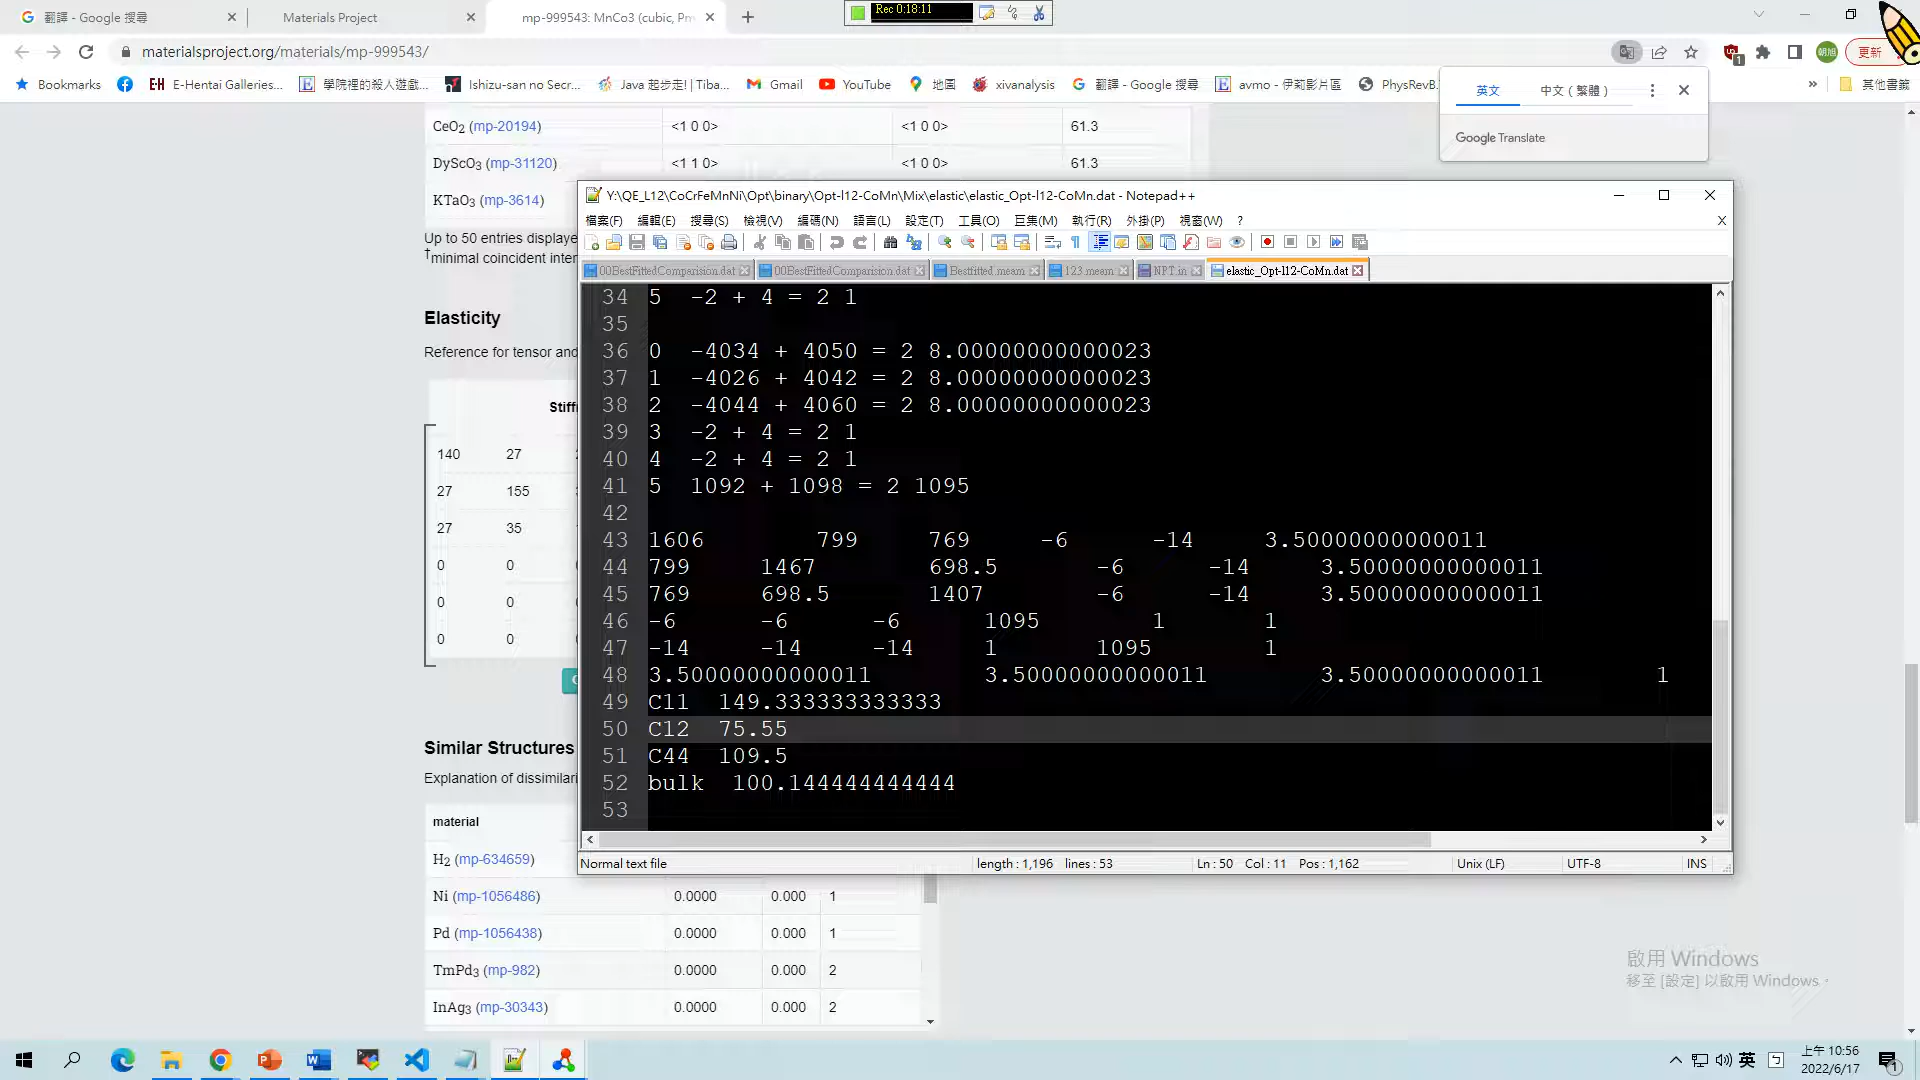 翻譯 - Google 搜尋
Materials Project
mp-999543: MnCo3 (cubic, Pm
Rec 0:18:11
materialsproject.org/materials/mp-999543/
更新
Bookmarks
E-Hentai Galleries...
學院裡的殺人遊戲...
Ishizu-san no Secr...
Java 起步走! | Tiba...
Gmail
YouTube
地圖
xivanalysis
翻譯 - Google 搜尋
avmo - 伊莉影片區
PhysRevB.
»
其他書籤
英文
中文（繁體）
Google Translate
CeO2 (mp-20194) <1 0 0> <1 0 0> 61.3
DyScO3 (mp-31120) <1 1 0> <1 0 0> 61.3
KTaO3 (mp-3614)
Up to 50 entries displaye
†minimal coincident inter
Elasticity
Reference for tensor and
Stiff
140 27
27 155
27 35
0 0
0 0
0 0
Similar Structures
Explanation of dissimilari
material
H2 (mp-634659)
Ni (mp-1056486) 0.0000 0.000 1
Pd (mp-1056438) 0.0000 0.000 1
TmPd3 (mp-982) 0.0000 0.000 2
InAg3 (mp-30343) 0.0000 0.000 2
Y:\QE_L12\CoCrFeMnNi\Opt\binary\Opt-l12-CoMn\Mix\elastic\elastic_Opt-l12-CoMn.dat - Notepad++
檔案(F) 編輯(E) 搜尋(S) 檢視(V) 編碼(N) 語言(L) 設定(T) 工具(O) 巨集(M) 執行(R) 外掛(P) 視窗(W) ? X
00BestFittedComparision.dat
00BestFittedComparision.dat
Bestfitted.meam
123.meam
NPT.in
elastic_Opt-l12-CoMn.dat
34 5 -2 + 4 = 2 1
35
36 0 -4034 + 4050 = 2 8.00000000000023
37 1 -4026 + 4042 = 2 8.00000000000023
38 2 -4044 + 4060 = 2 8.00000000000023
39 3 -2 + 4 = 2 1
40 4 -2 + 4 = 2 1
41 5 1092 + 1098 = 2 1095
42
43 1606 799 769 -6 -14 3.50000000000011
44 799 1467 698.5 -6 -14 3.50000000000011
45 769 698.5 1407 -6 -14 3.50000000000011
46 -6 -6 -6 1095 1 1
47 -14 -14 -14 1 1095 1
48 3.50000000000011 3.50000000000011 3.50000000000011 1
49 C11 149.333333333333
50 C12 75.55
51 C44 109.5
52 bulk 100.144444444444
53
Normal text file
length : 1,196 lines : 53
Ln : 50 Col : 11 Pos : 1,162
Unix (LF)
UTF-8
INS
啟用 Windows
移至 [設定] 以啟用 Windows。
英
上午 10:56
2022/6/17
1